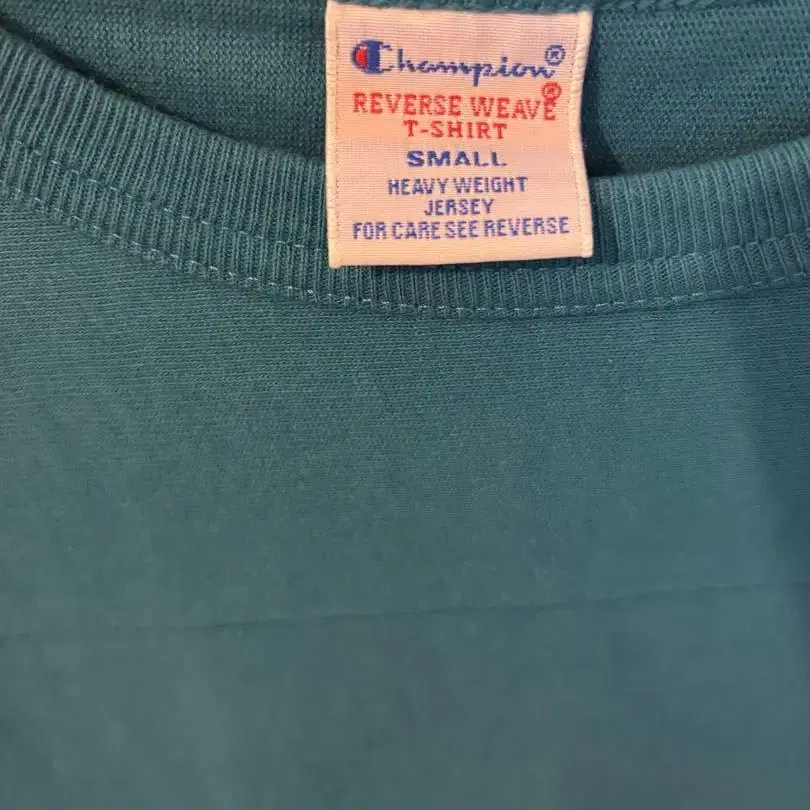 Champion®
REVERSE WEAVE®
T-SHIRT
SMALL
HEAVY WEIGHT
JERSEY
FOR CARE SEE REVERSE